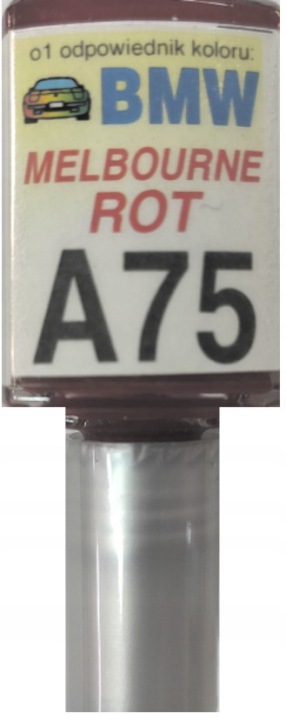 o1 odpowiednik koloru:
BMW
MELBOURNE
ROT
A75